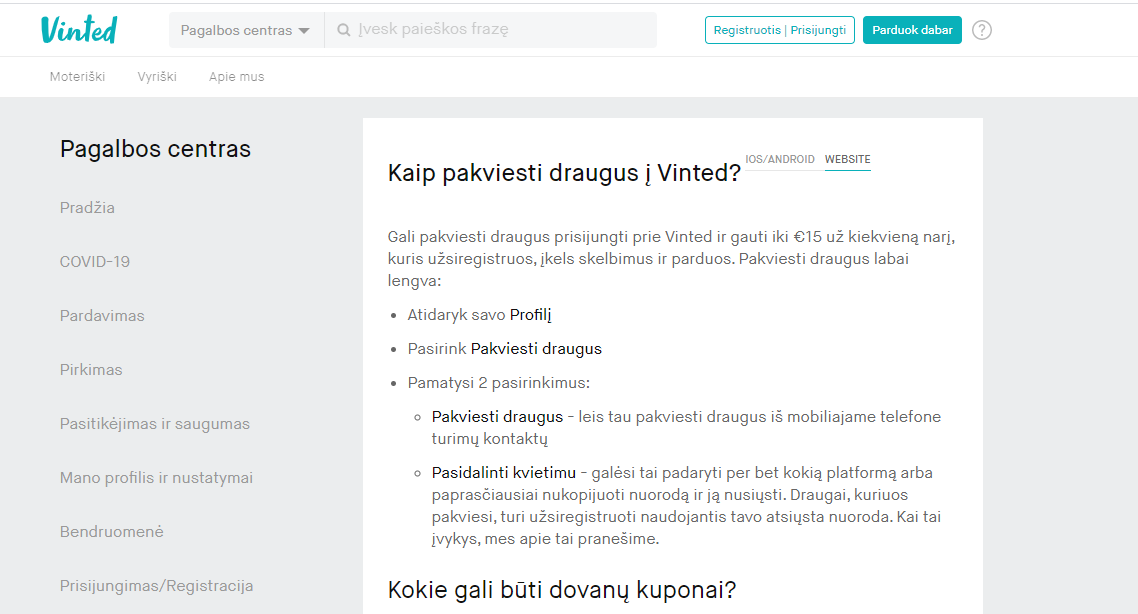 Vinted
Pagalbos centras
Įvesk paieškos frazę
Registruotis | Prisijungti
Parduok dabar
?
Moteriški
Vyriški
Apie mus
Pagalbos centras
Pradžia
COVID-19
Pardavimas
Pirkimas
Pasitikėjimas ir saugumas
Mano profilis ir nustatymai
Bendruomenė
Prisijungimas/Registracija
Kaip pakviesti draugus į Vinted?
IOS/ANDROID
WEBSITE
Gali pakviesti draugus prisijungti prie Vinted ir gauti iki €15 už kiekvieną narį,
kuris užsiregistruos, įkels skelbimus ir parduos. Pakviesti draugus labai
lengva:
• Atidaryk savo Profilį
• Pasirink Pakviesti draugus
• Pamatysi 2 pasirinkimus:
◦ Pakviesti draugus - leis tau pakviesti draugus iš mobiliajame telefone
turimų kontaktų
◦ Pasidalinti kvietimu - galėsi tai padaryti per bet kokią platformą arba
paprasčiausiai nukopijuoti nuorodą ir ją nusiųsti. Draugai, kuriuos
pakviesi, turi užsiregistruoti naudojantis tavo atsiųsta nuoroda. Kai tai
įvykys, mes apie tai pranešime.
Kokie gali būti dovanų kuponai?